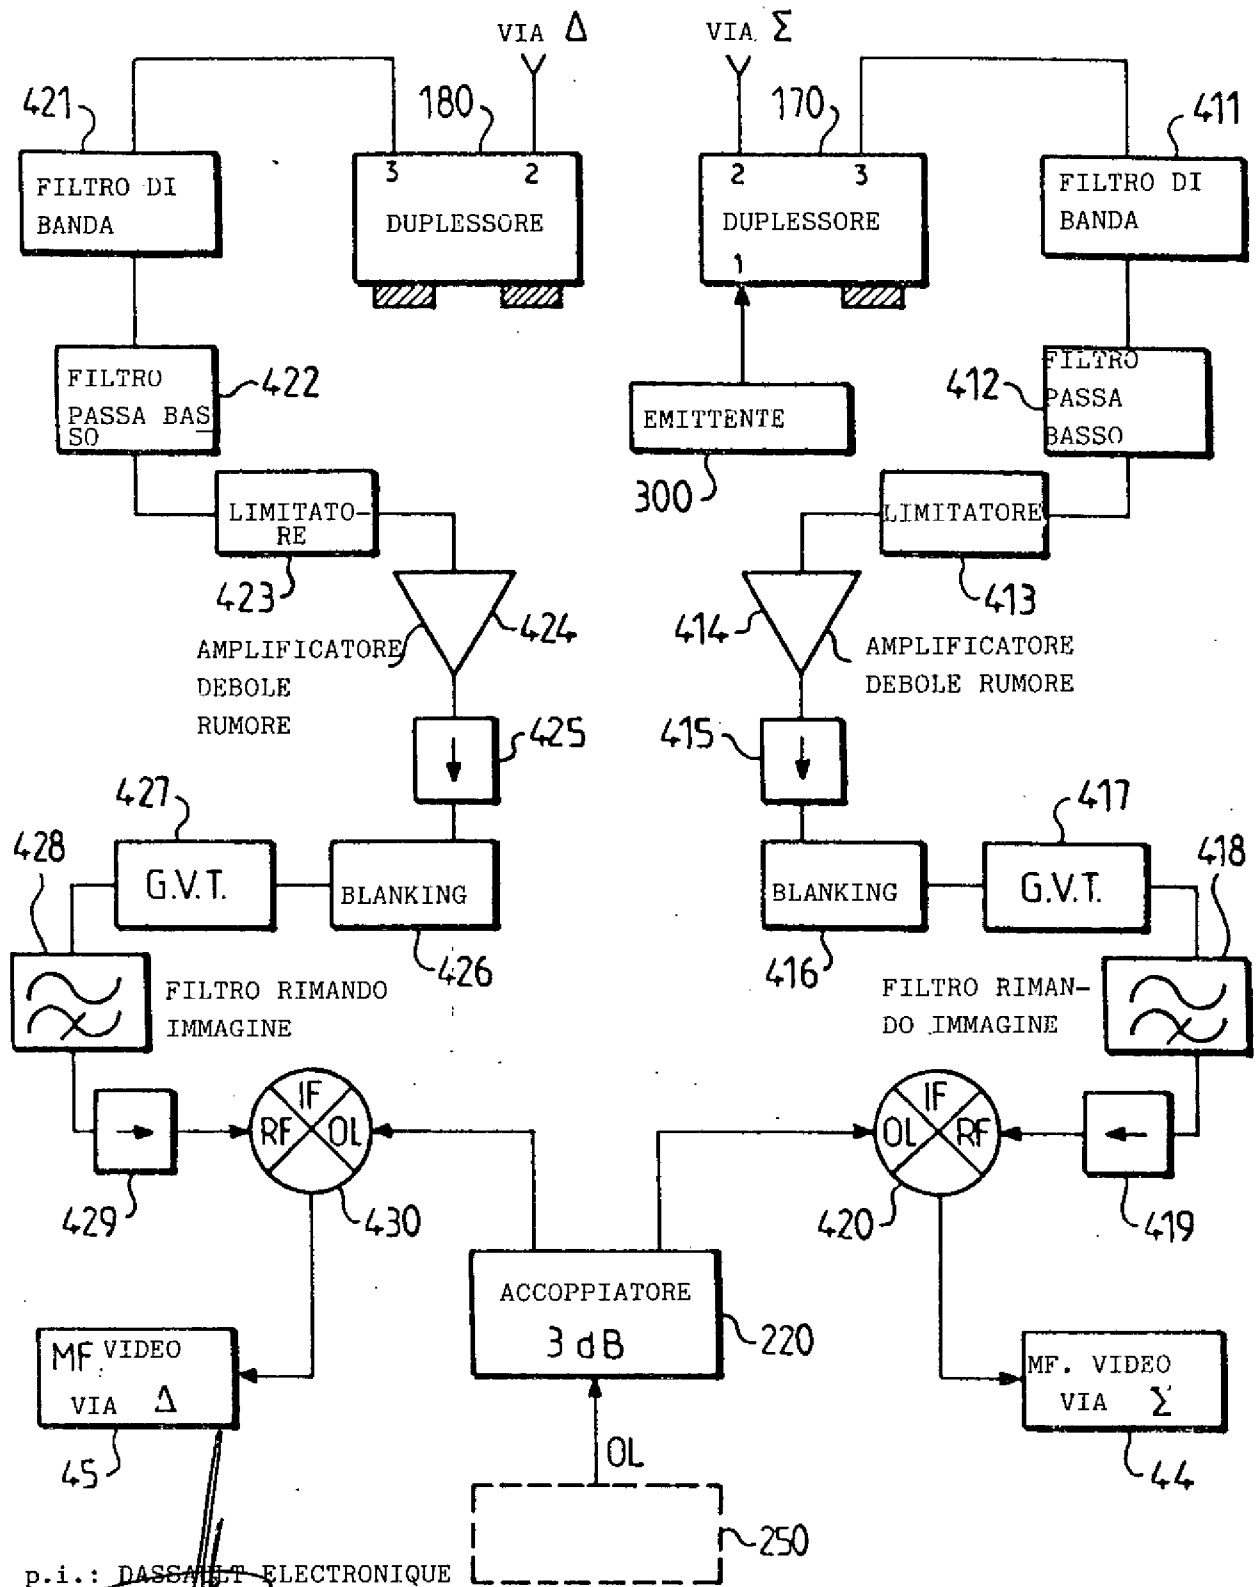 VIA Δ
VIA Σ
421
180
170
411
FILTRO DI
BANDA
3
2
DUPLESSORE
2
3
DUPLESSORE
1
FILTRO DI
BANDA
FILTRO
PASSA BAS
SO
422
EMITTENTE
300
412
FILTRO
PASSA
BASSO
LIMITATO-
RE
423
LIMITATORE
413
424
AMPLIFICATORE
DEBOLE
RUMORE
414
AMPLIFICATORE
DEBOLE RUMORE
425
415
427
417
428
418
G.V.T.
BLANKING
426
BLANKING
416
G.V.T.
FILTRO RIMANDO
IMMAGINE
FILTRO RIMAN-
DO IMMAGINE
IF
RF
OL
IF
OL
RF
429
430
420
419
ACCOPPIATORE
3 dB
220
MF. VIDEO
VIA Δ
45
MF. VIDEO
VIA Σ
44
OL
250
p.i.: DASSAULT ELECTRONIQUE